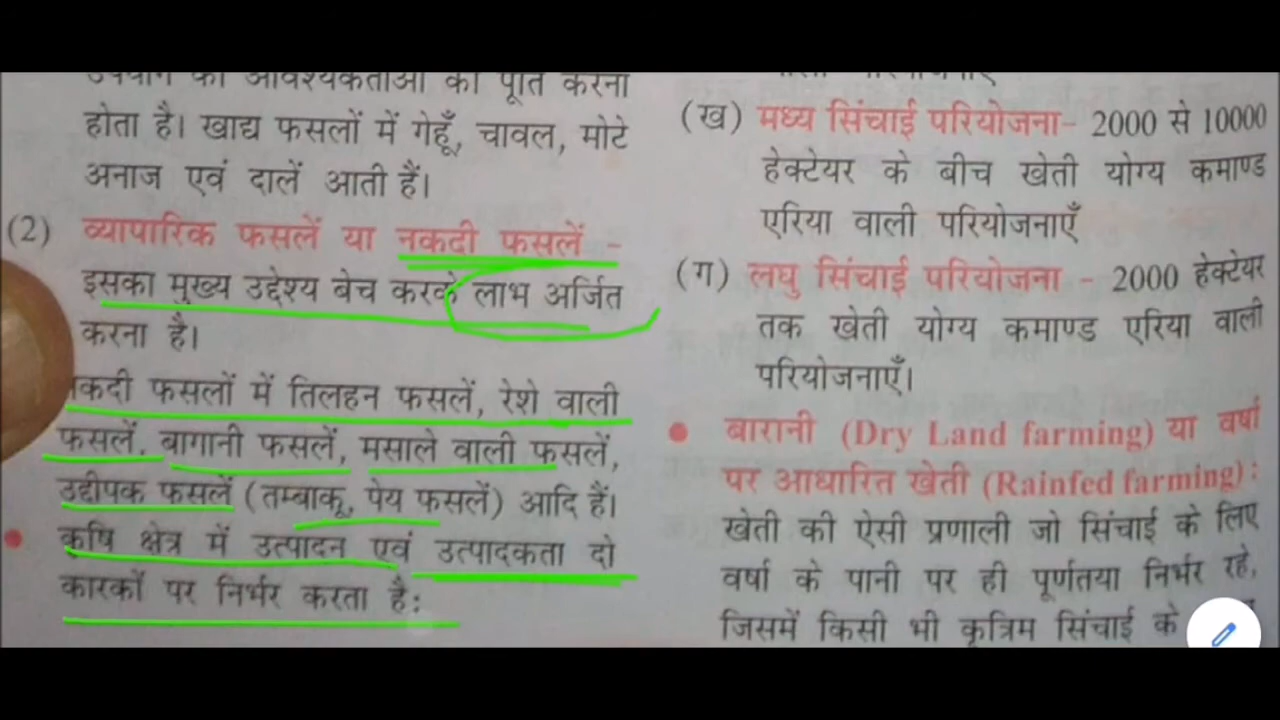 उपयोग की आवश्यकताओं की पूर्ति करना
होता है। खाद्य फसलों में गेहूँ, चावल, मोटे
अनाज एवं दालें आती हैं।
(2) व्यापारिक फसलें या नकदी फसलें -
इसका मुख्य उद्देश्य बेच करके लाभ अर्जित
करना है।
नकदी फसलों में तिलहन फसलें, रेशे वाली
फसलें, बागानी फसलें, मसाले वाली फसलें,
उद्दीपक फसलें (तम्बाकू, पेय फसलें) आदि हैं।
• कृषि क्षेत्र में उत्पादन एवं उत्पादकता दो
कारकों पर निर्भर करता है:
(ख) मध्य सिंचाई परियोजना- 2000 से 10000
हेक्टेयर के बीच खेती योग्य कमाण्ड
एरिया वाली परियोजनाएँ
(ग) लघु सिंचाई परियोजना - 2000 हेक्टेयर
तक खेती योग्य कमाण्ड एरिया वाली
परियोजनाएँ।
• बारानी (Dry Land farming) या वर्षा
पर आधारित खेती (Rainfed farming) :
खेती की ऐसी प्रणाली जो सिंचाई के लिए
वर्षा के पानी पर ही पूर्णतया निर्भर रहे,
जिसमें किसी भी कृत्रिम सिंचाई के